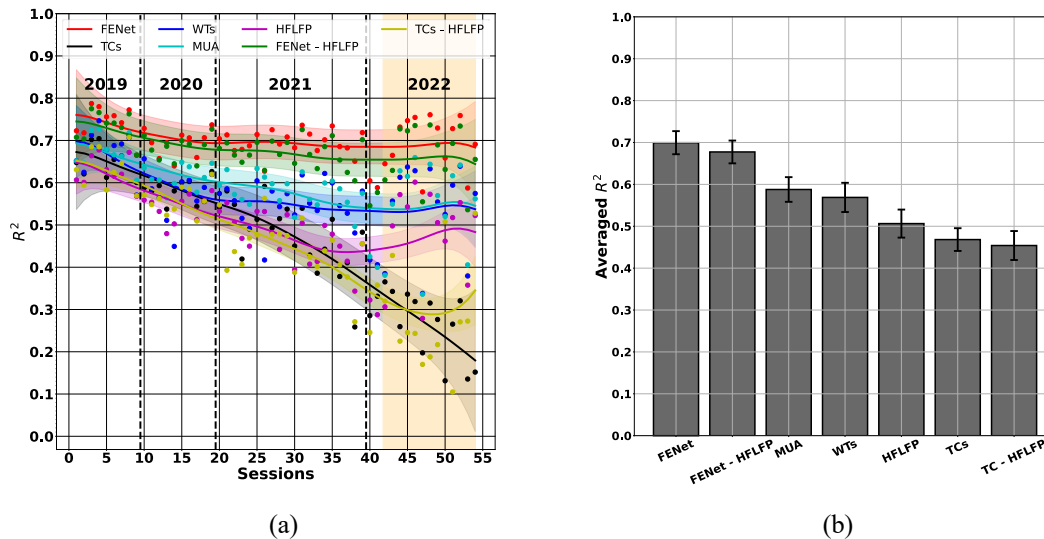 FENet WTs HFLFP TCs - HFLFP
TCs MUA FENet - HFLFP
2019 2020 2021 2022
1.0
0.9
0.8
0.7
0.6
0.5
0.4
0.3
0.2
0.1
0.0
R²
0 5 10 15 20 25 30 35 40 45 50 55
Sessions
(a)
1.0
0.9
0.8
0.7
0.6
0.5
0.4
0.3
0.2
0.1
0.0
Averaged R²
FENet FENet - HFLFP MUA WTs HFLFP TCs TC - HFLFP
(b)